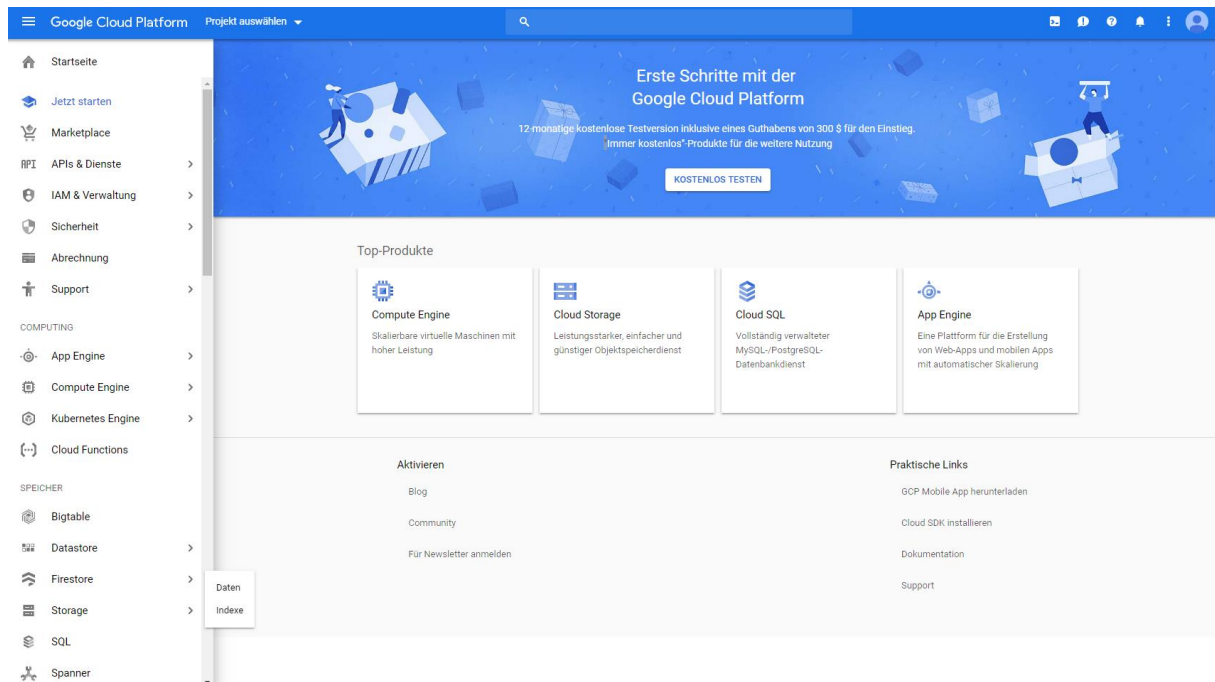 Google Cloud Platform
Projekt auswählen
Startseite
Jetzt starten
Marketplace
API
APIs & Dienste
IAM & Verwaltung
Sicherheit
Abrechnung
Support
COMPUTING
App Engine
Compute Engine
Kubernetes Engine
Cloud Functions
SPEICHER
Bigtable
Datastore
Firestore
Storage
SQL
Spanner
Daten
Indexe
Erste Schritte mit der
Google Cloud Platform
12-monatige kostenlose Testversion inklusive eines Guthabens von 300 $ für den Einstieg.
„Immer kostenlos"-Produkte für die weitere Nutzung
KOSTENLOS TESTEN
Top-Produkte
Compute Engine
Skalierbare virtuelle Maschinen mit
hoher Leistung
Cloud Storage
Leistungsstarker, einfacher und
günstiger Objektspeicherdienst
Cloud SQL
Vollständig verwalteter
MySQL-/PostgreSQL-
Datenbankdienst
App Engine
Eine Plattform für die Erstellung
von Web-Apps und mobilen Apps
mit automatischer Skalierung
Aktivieren
Blog
Community
Für Newsletter anmelden
Praktische Links
GCP Mobile App herunterladen
Cloud SDK installieren
Dokumentation
Support